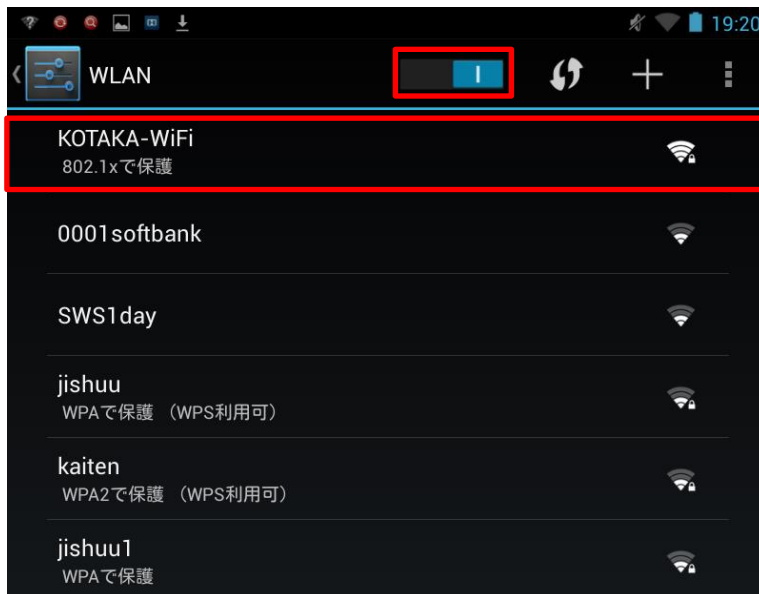 19:20
WLAN
KOTAKA-WiFi
802.1xで保護
0001softbank
SWS1day
jishuu
WPAで保護 （WPS利用可）
kaiten
WPA2で保護 （WPS利用可）
jishuu1
WPAで保護